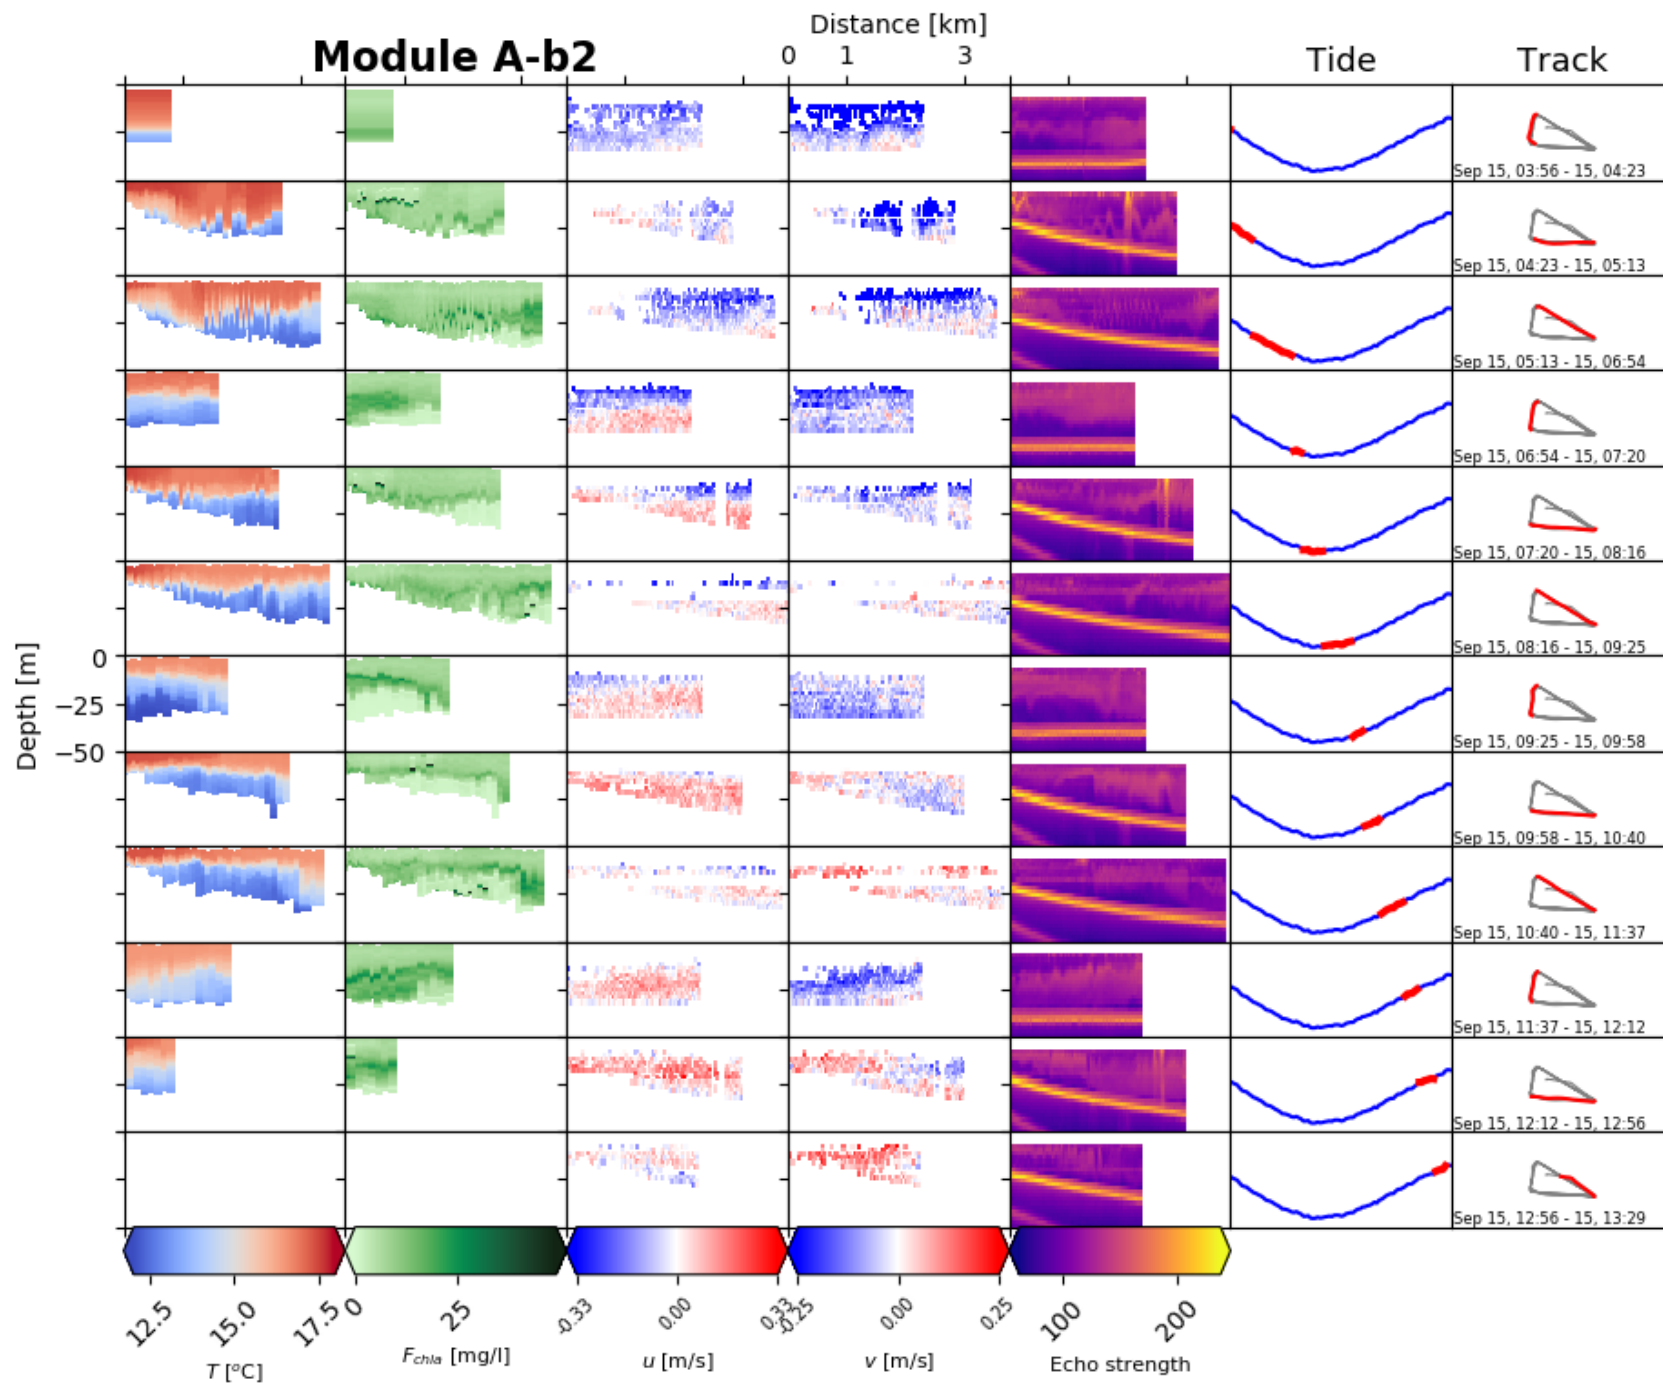 Distance [km]
Module A-b2
0 1 3
Tide
Track
Sep 15, 03:56 - 15, 04:23
Sep 15, 04:23 - 15, 05:13
Sep 15, 05:13 - 15, 06:54
Sep 15, 06:54 - 15, 07:20
Sep 15, 07:20 - 15, 08:16
Sep 15, 08:16 - 15, 09:25
Depth [m]
0
−25
−50
Sep 15, 09:25 - 15, 09:58
Sep 15, 09:58 - 15, 10:40
Sep 15, 10:40 - 15, 11:37
Sep 15, 11:37 - 15, 12:12
Sep 15, 12:12 - 15, 12:56
Sep 15, 12:56 - 15, 13:29
12.5 15.0 17.5
T [°C]
0 25
F_chla [mg/l]
-0.33 0.00 0.33
u [m/s]
-0.25 0.00 0.25
v [m/s]
100 200
Echo strength